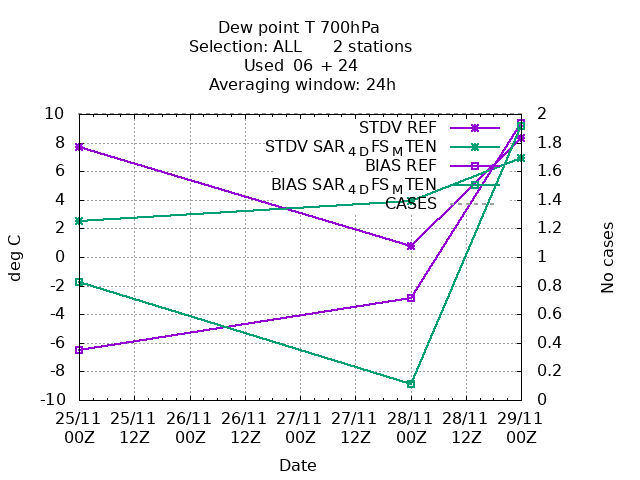 Dew point T 700hPa
Selection: ALL 2 stations
Used 06 + 24
Averaging window: 24h
10
8
6
4
2
0
-2
-4
-6
-8
-10
deg C
2
1.8
1.6
1.4
1.2
1
0.8
0.6
0.4
0.2
0
No cases
STDV REF
STDV SAR4DFSMTEN
BIAS REF
BIAS SAR4DFSMTEN
CASES
25/11 25/11 26/11 26/11 27/11 27/11 28/11 28/11 29/11
00Z 12Z 00Z 12Z 00Z 12Z 00Z 12Z 00Z
Date